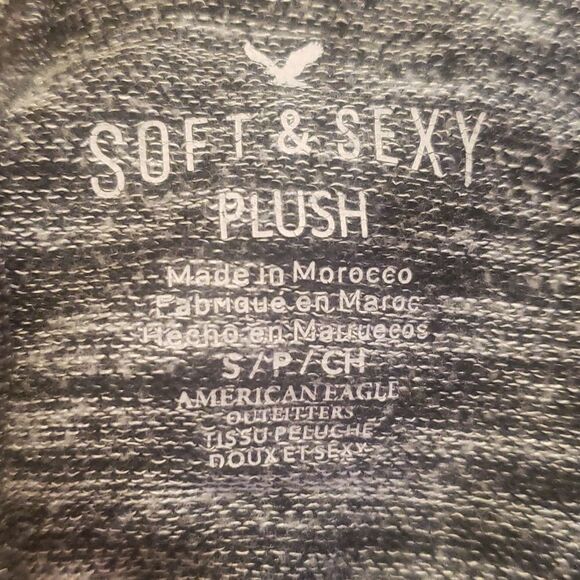 SOFT & SEXY
PLUSH
Made in Morocco
Fabriqué en Maroc
Hecho en Marruecos
S / P / CH
AMERICAN EAGLE
OUTFITTERS
TISSU PELUCHE
DOUX ET SEXY